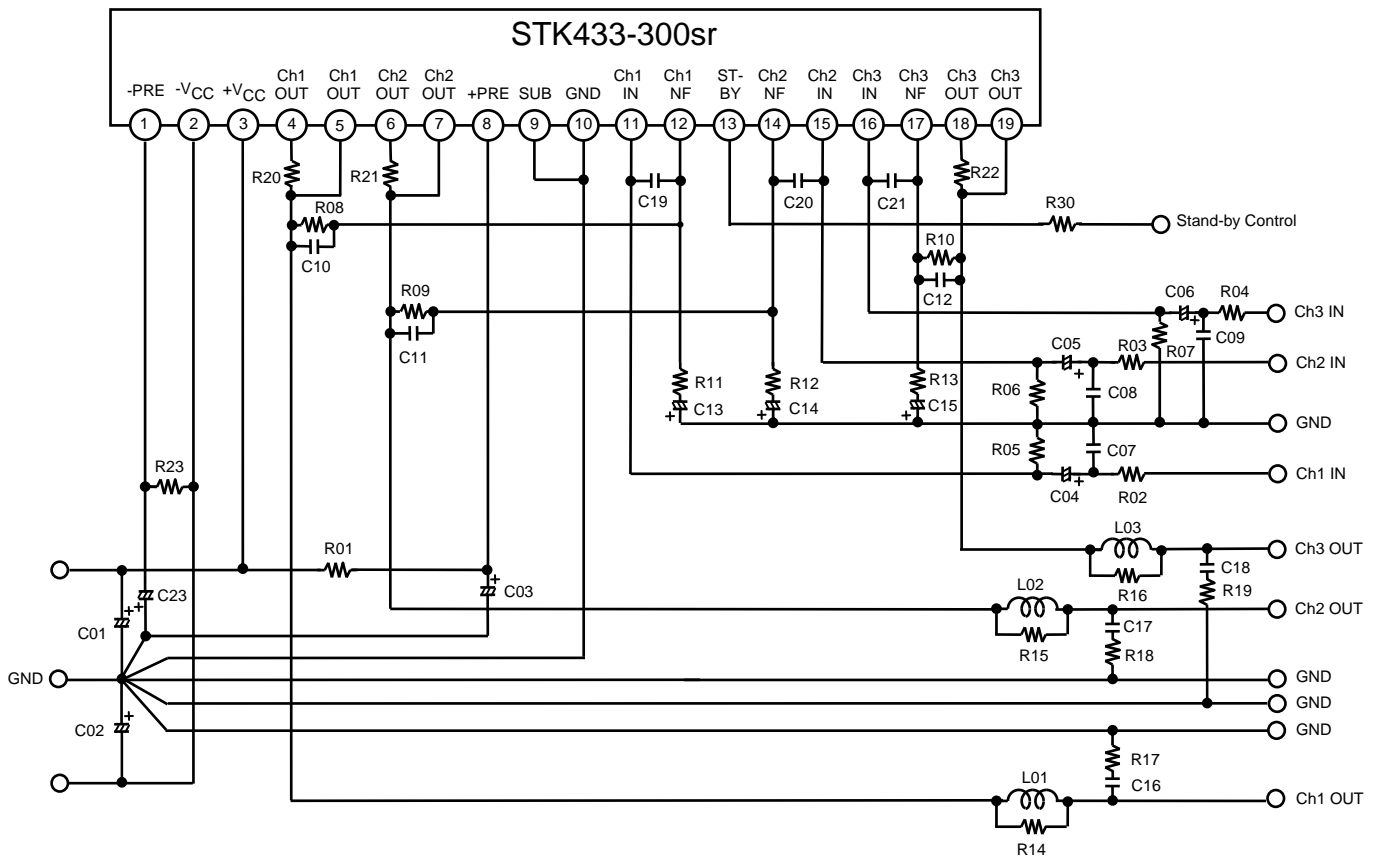 STK433-300sr
-PRE
-VCC
+VCC
Ch1 OUT
Ch1 OUT
Ch2 OUT
Ch2 OUT
+PRE
SUB
GND
Ch1 IN
Ch1 NF
ST-BY
Ch2 NF
Ch2 IN
Ch3 IN
Ch3 NF
Ch3 OUT
Ch3 OUT
1 2 3 4 5 6 7 8 9 10 11 12 13 14 15 16 17 18 19
R20
R21
C19
C20
C21
R22
R08
C10
R30
Stand-by Control
R10
C12
R09
C11
C06
R04
Ch3 IN
+
C09
R07
C05
R03
Ch2 IN
+
R11
R12
R13
R06
C08
+
C13
+
C14
+
C15
GND
R05
C07
R23
C04
+
R02
Ch1 IN
L03
Ch3 OUT
R01
C18
R16
R19
C23
+
+
C03
+
C01
L02
Ch2 OUT
C17
R15
R18
GND
GND
GND
+
C02
GND
R17
L01
C16
Ch1 OUT
R14